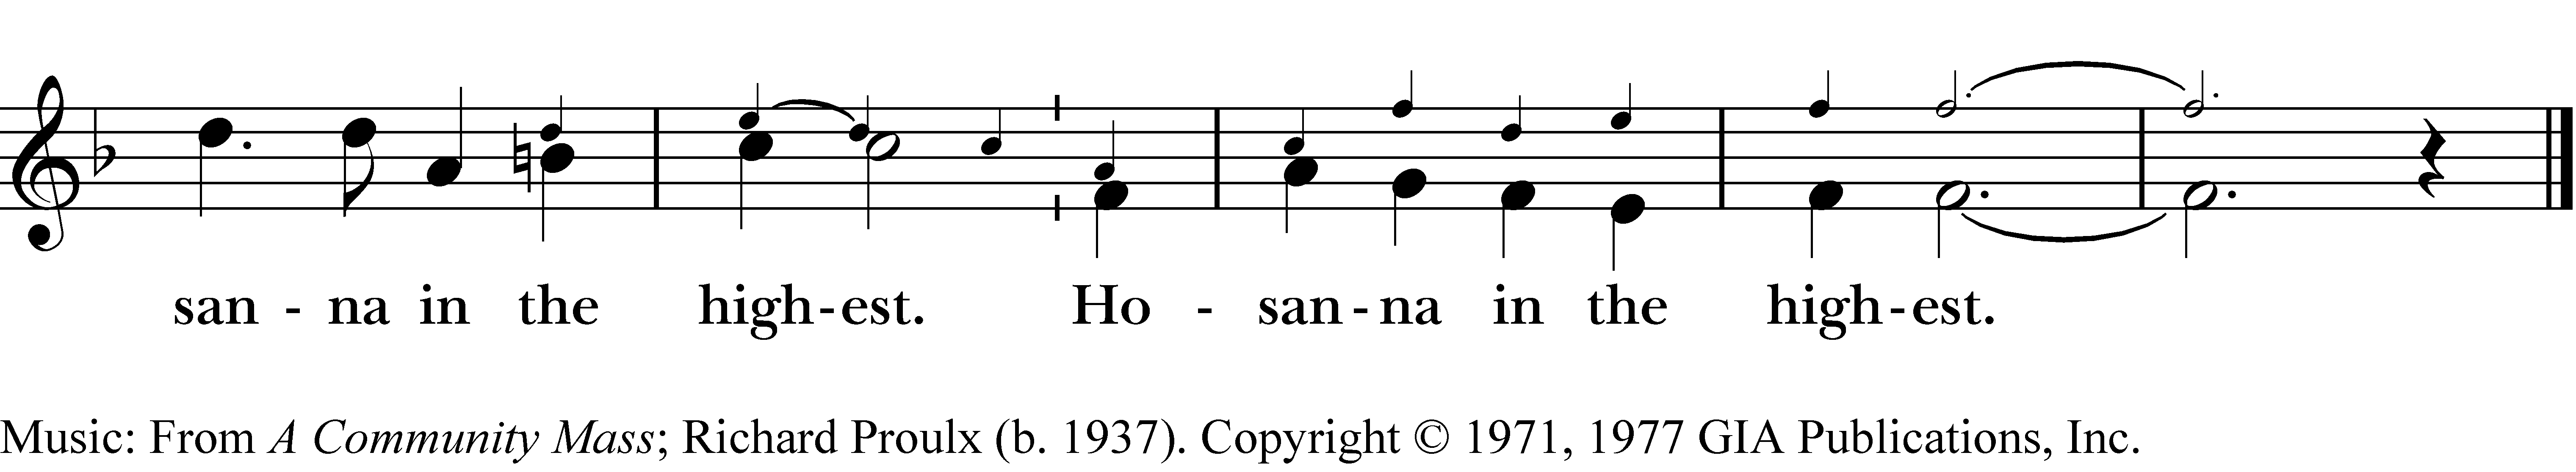 san - na in the high-est. Ho - san-na in the high-est.
Music: From A Community Mass; Richard Proulx (b. 1937). Copyright © 1971, 1977 GIA Publications, Inc.